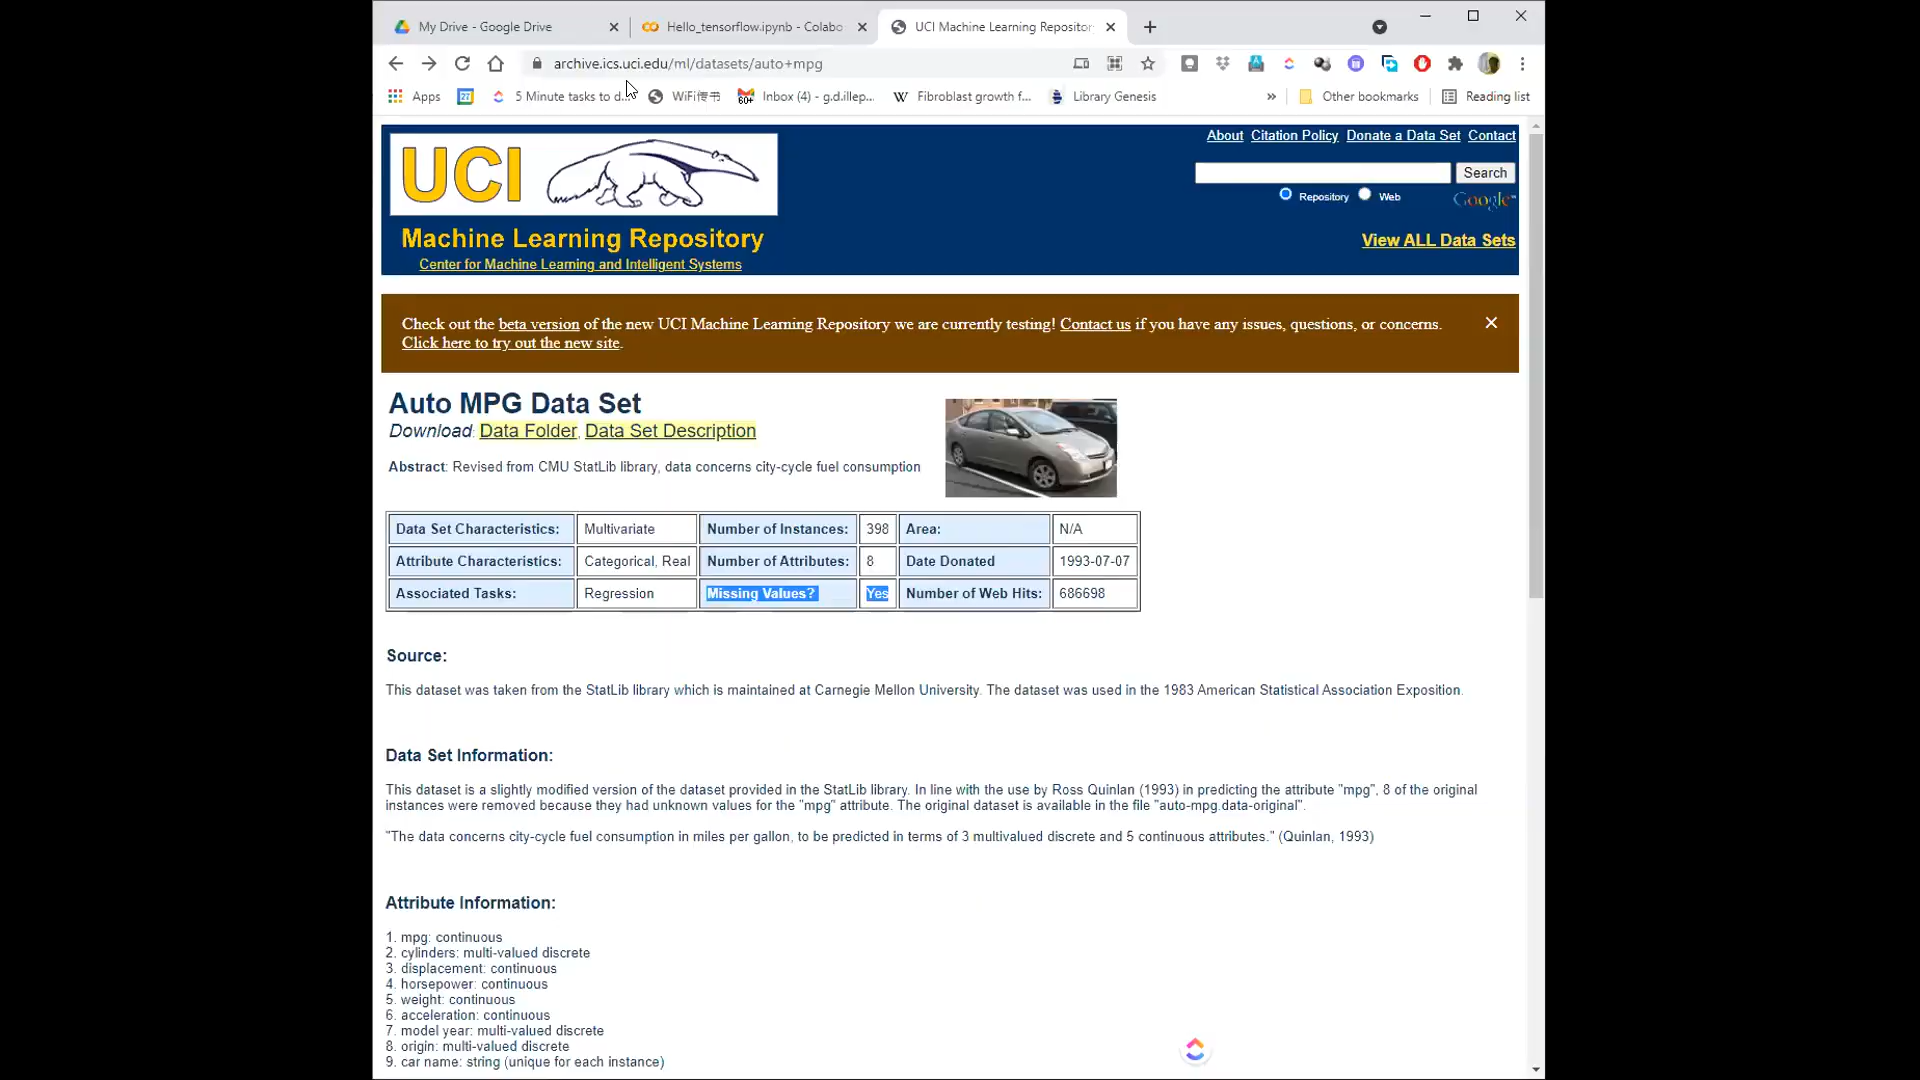 My Drive - Google Drive
Hello_tensorflow.ipynb - Colabo
UCI Machine Learning Repository
archive.ics.uci.edu/ml/datasets/auto+mpg
Apps
5 Minute tasks to d...
WiFi传书
Inbox (4) - g.d.illep...
W Fibroblast growth f...
Library Genesis
»
Other bookmarks
Reading list
About Citation Policy Donate a Data Set Contact
UCI
Search
Repository Web Google™
Machine Learning Repository
View ALL Data Sets
Center for Machine Learning and Intelligent Systems
Check out the beta version of the new UCI Machine Learning Repository we are currently testing! Contact us if you have any issues, questions, or concerns.
Click here to try out the new site.
Auto MPG Data Set
Download: Data Folder, Data Set Description
Abstract: Revised from CMU StatLib library, data concerns city-cycle fuel consumption
Data Set Characteristics: Multivariate Number of Instances: 398 Area: N/A
Attribute Characteristics: Categorical, Real Number of Attributes: 8 Date Donated 1993-07-07
Associated Tasks: Regression Missing Values? Yes Number of Web Hits: 686698
Source:
This dataset was taken from the StatLib library which is maintained at Carnegie Mellon University. The dataset was used in the 1983 American Statistical Association Exposition.
Data Set Information:
This dataset is a slightly modified version of the dataset provided in the StatLib library. In line with the use by Ross Quinlan (1993) in predicting the attribute "mpg", 8 of the original
instances were removed because they had unknown values for the "mpg" attribute. The original dataset is available in the file "auto-mpg.data-original".
"The data concerns city-cycle fuel consumption in miles per gallon, to be predicted in terms of 3 multivalued discrete and 5 continuous attributes." (Quinlan, 1993)
Attribute Information:
1. mpg: continuous
2. cylinders: multi-valued discrete
3. displacement: continuous
4. horsepower: continuous
5. weight: continuous
6. acceleration: continuous
7. model year: multi-valued discrete
8. origin: multi-valued discrete
9. car name: string (unique for each instance)